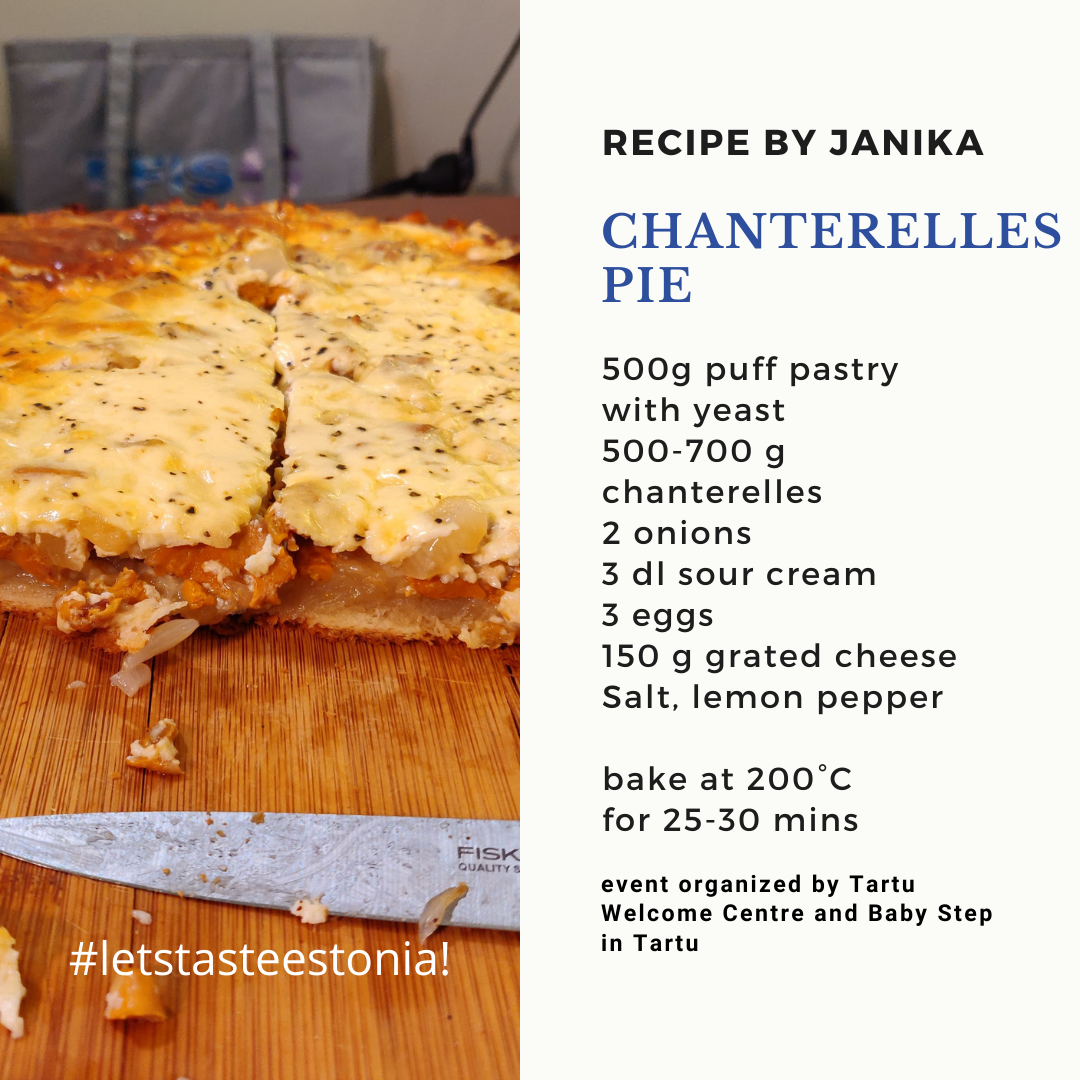 RECIPE BY JANIKA
CHANTERELLES
PIE
500g puff pastry
with yeast
500-700 g
chanterelles
2 onions
3 dl sour cream
3 eggs
150 g grated cheese
Salt, lemon pepper
bake at 200°C
for 25-30 mins
event organized by Tartu
Welcome Centre and Baby Step
in Tartu
FISK
QUALITY S
#letstasteestonia!